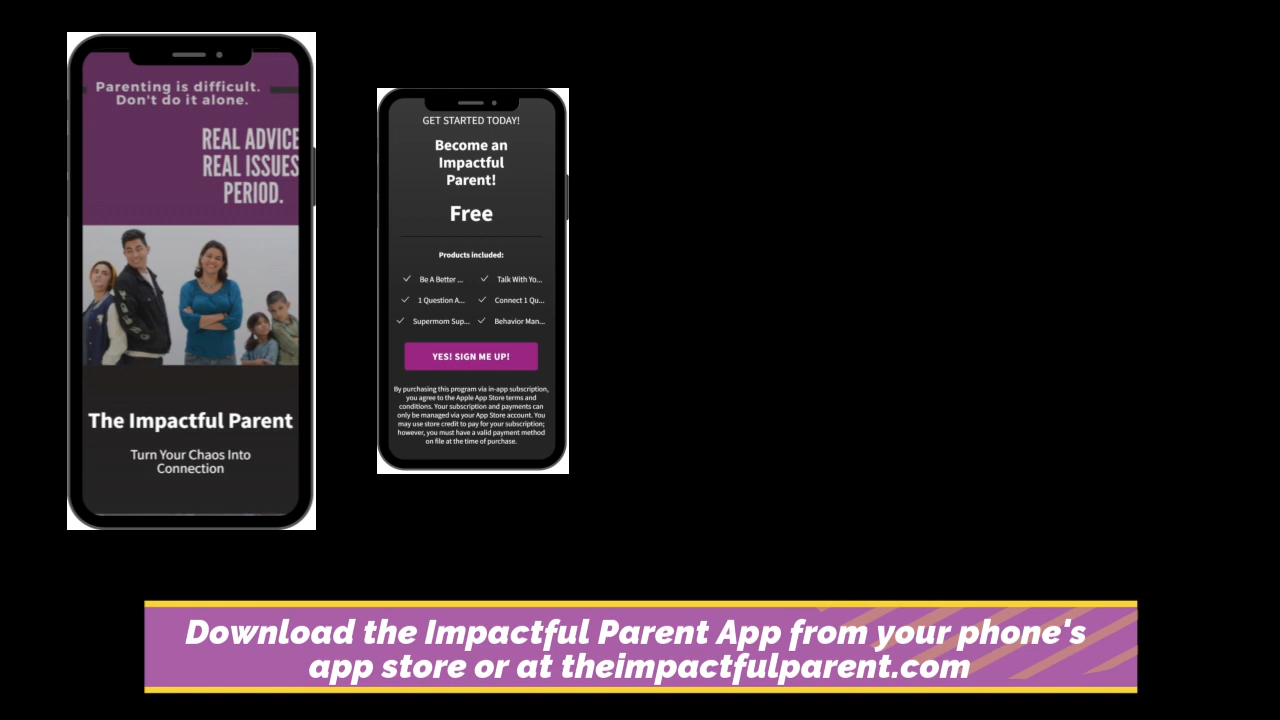 Parenting is difficult.
Don't do it alone.
REAL ADVICE
REAL ISSUES
PERIOD.
The Impactful Parent
Turn Your Chaos Into
Connection
GET STARTED TODAY!
Become an
Impactful
Parent!
Free
Products included:
Be A Better ... Talk With Yo...
1 Question A... Connect 1 Qu...
Supermom Sup... Behavior Man...
YES! SIGN ME UP!
By purchasing this program via in-app subscription,
you agree to the Apple App Store terms and
conditions. Your subscription and payments can
only be managed via your App Store account. You
may use store credit to pay for your subscription;
however, you must have a valid payment method
on file at the time of purchase.
Download the Impactful Parent App from your phone's
app store or at theimpactfulparent.com